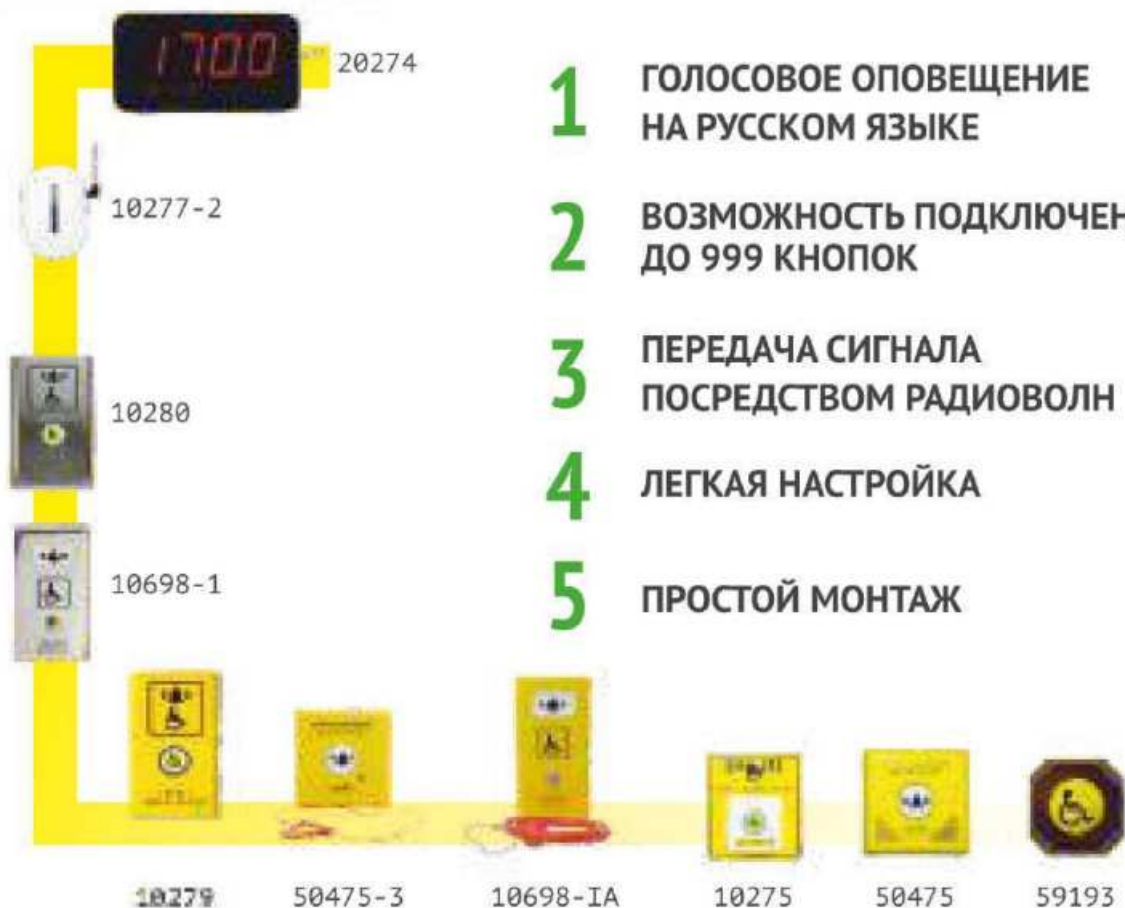 1700
20274
10277-2
10280
10698-1
1
ГОЛОСОВОЕ ОПОВЕЩЕНИЕ
НА РУССКОМ ЯЗЫКЕ
2
ВОЗМОЖНОСТЬ ПОДКЛЮЧЕН
ДО 999 КНОПОК
3
ПЕРЕДАЧА СИГНАЛА
ПОСРЕДСТВОМ РАДИОВОЛН
4
ЛЕГКАЯ НАСТРОЙКА
5
ПРОСТОЙ МОНТАЖ
10279 50475-3 10698-IA 10275 50475 59193